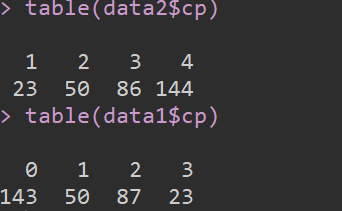 > table(data2$cp)
1 2 3 4
23 50 86 144
> table(data1$cp)
0 1 2 3
143 50 87 23